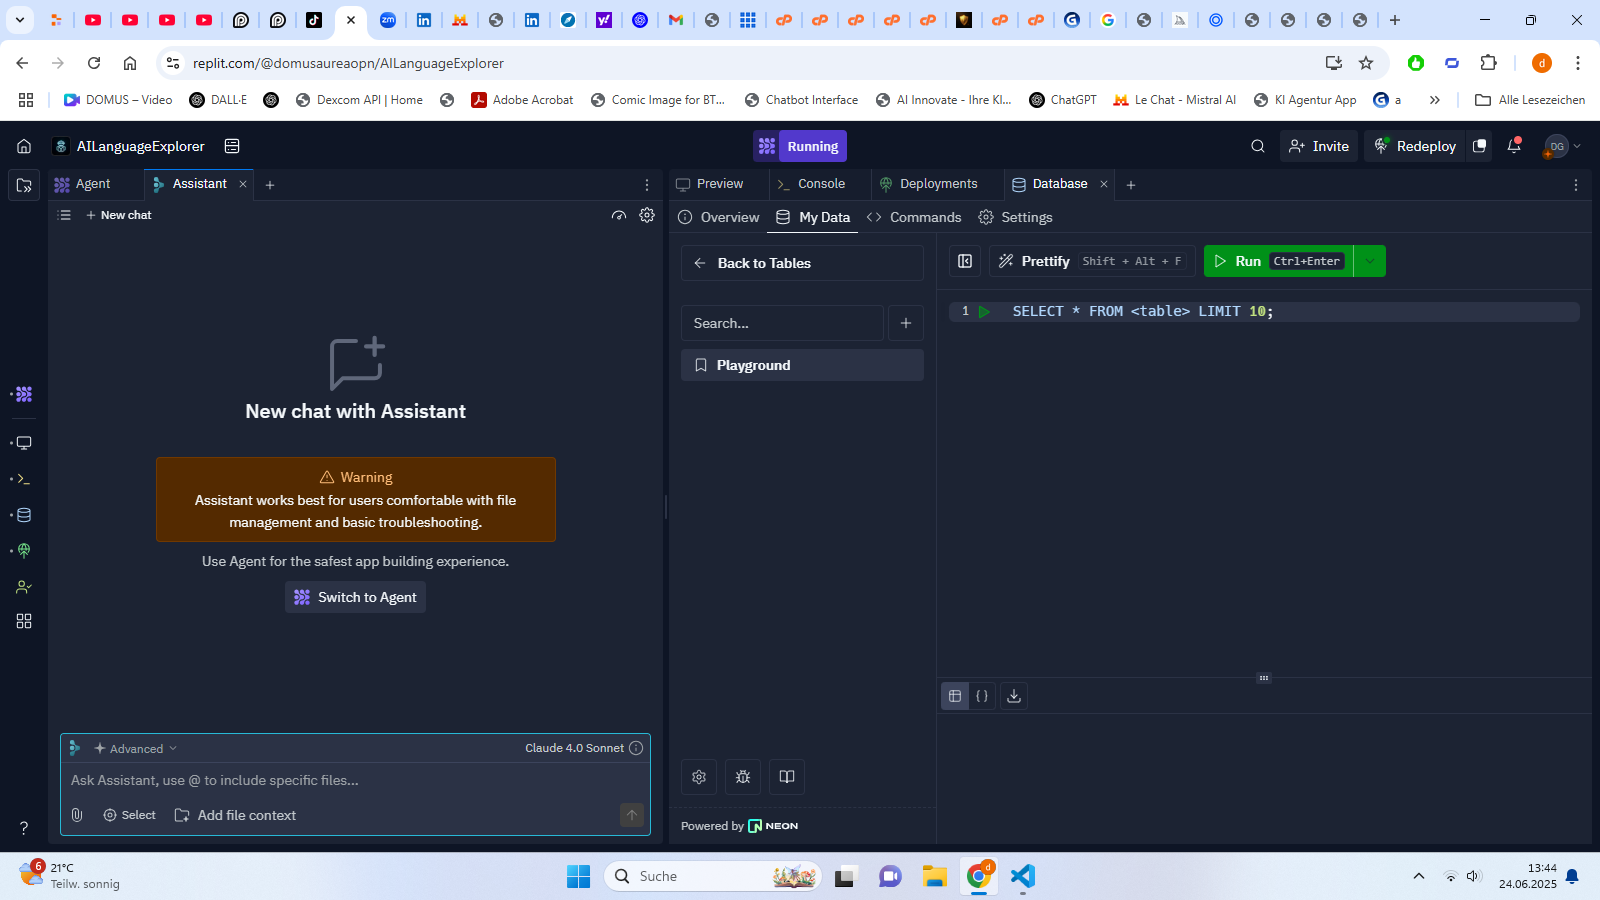 replit.com/@domusaureaopn/AILanguageExplorer
d
DOMUS – Video
DALL·E
Dexcom API | Home
Adobe Acrobat
Comic Image for BT...
Chatbot Interface
AI Innovate - Ihre KI...
ChatGPT
Le Chat - Mistral AI
KI Agentur App
a
Alle Lesezeichen
AILanguageExplorer
Running
Invite
Redeploy
DG
Agent
Assistant
Preview
Console
Deployments
Database
New chat
Overview
My Data
Commands
Settings
Back to Tables
Prettify Shift + Alt + F
Run Ctrl+Enter
Search...
1 SELECT * FROM <table> LIMIT 10;
Playground
New chat with Assistant
Warning
Assistant works best for users comfortable with file
management and basic troubleshooting.
Use Agent for the safest app building experience.
Switch to Agent
Advanced
Claude 4.0 Sonnet
Ask Assistant, use @ to include specific files...
Select
Add file context
Powered by NEON
6
21°C
Teilw. sonnig
Suche
d
13:44
24.06.2025